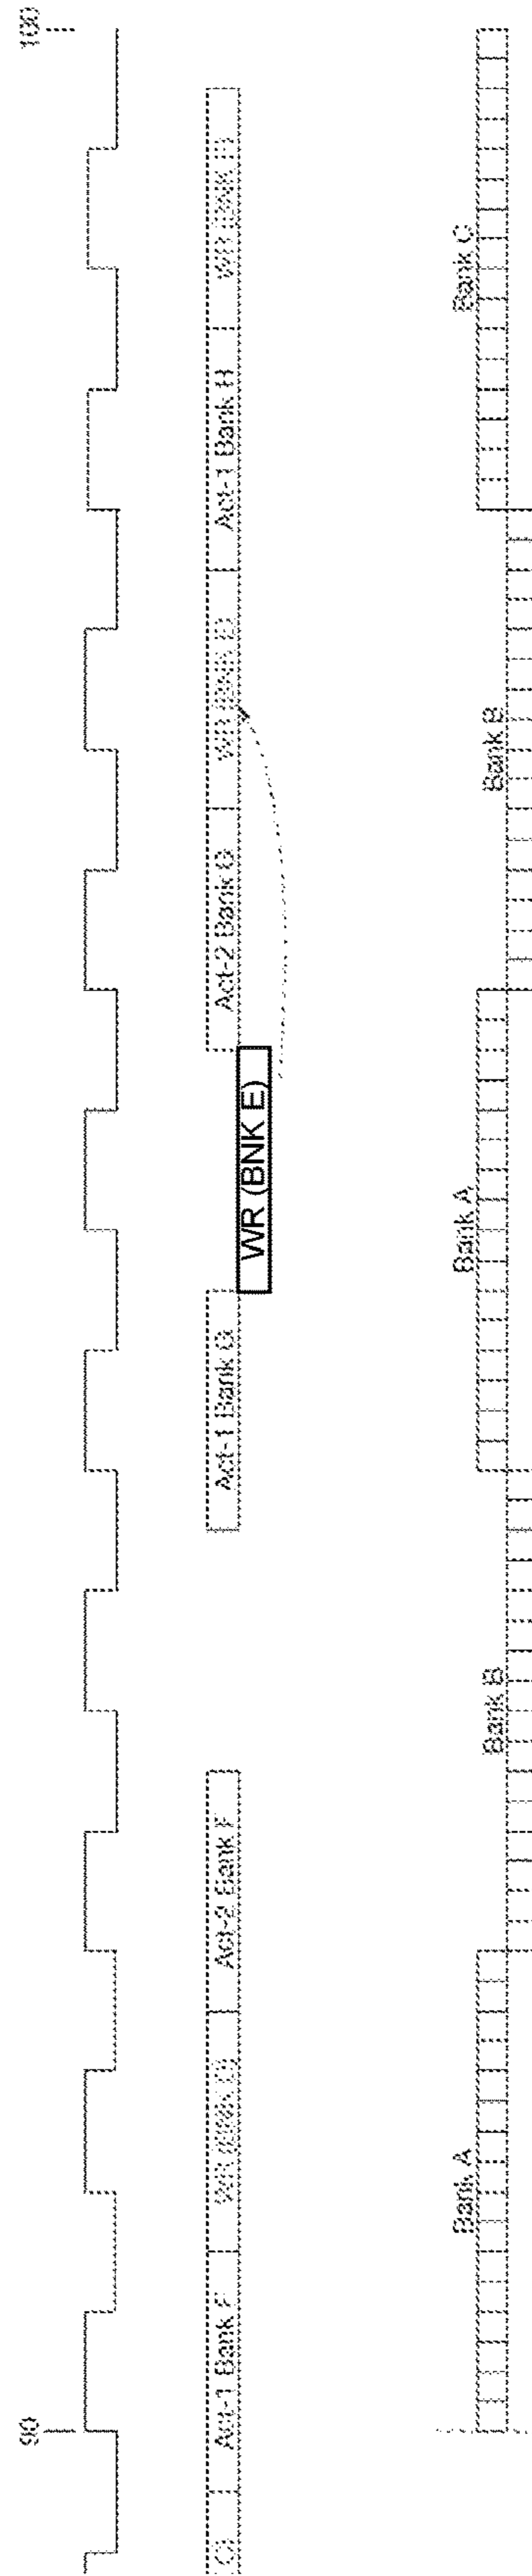 90
100
C)
Act-1 Bank F
Act-2 Bank F
Act-1 Bank G
WR (BNK E)
Act-2 Bank G
Act-1 Bank H
Bank A
Bank B
Bank A
Bank B
Bank C